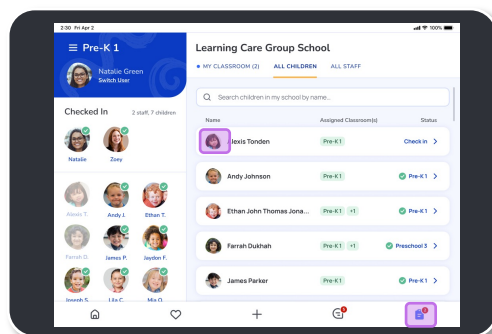 2:30 Fri Apr 2
100%
Pre-K 1
Natalie Green
Switch User
Checked In
2 staff, 7 children
Natalie
Zoey
Alexis T.
Andy J.
Ethan T.
Farrah D.
James P.
Jaydon F.
Joseph S.
Lila C.
Mia O.
Learning Care Group School
MY CLASSROOM (2)
ALL CHILDREN
ALL STAFF
Search children in my school by name...
Name
Assigned Classroom(s)
Status
Alexis Tonden
Pre-K 1
Check in
Andy Johnson
Pre-K 1
Pre-K 1
Ethan John Thomas Jona...
Pre-K 1 +1
Pre-K 1
Farrah Dukhah
Pre-K 1 +1
Preschool 3
James Parker
Pre-K 1
Pre-K 1